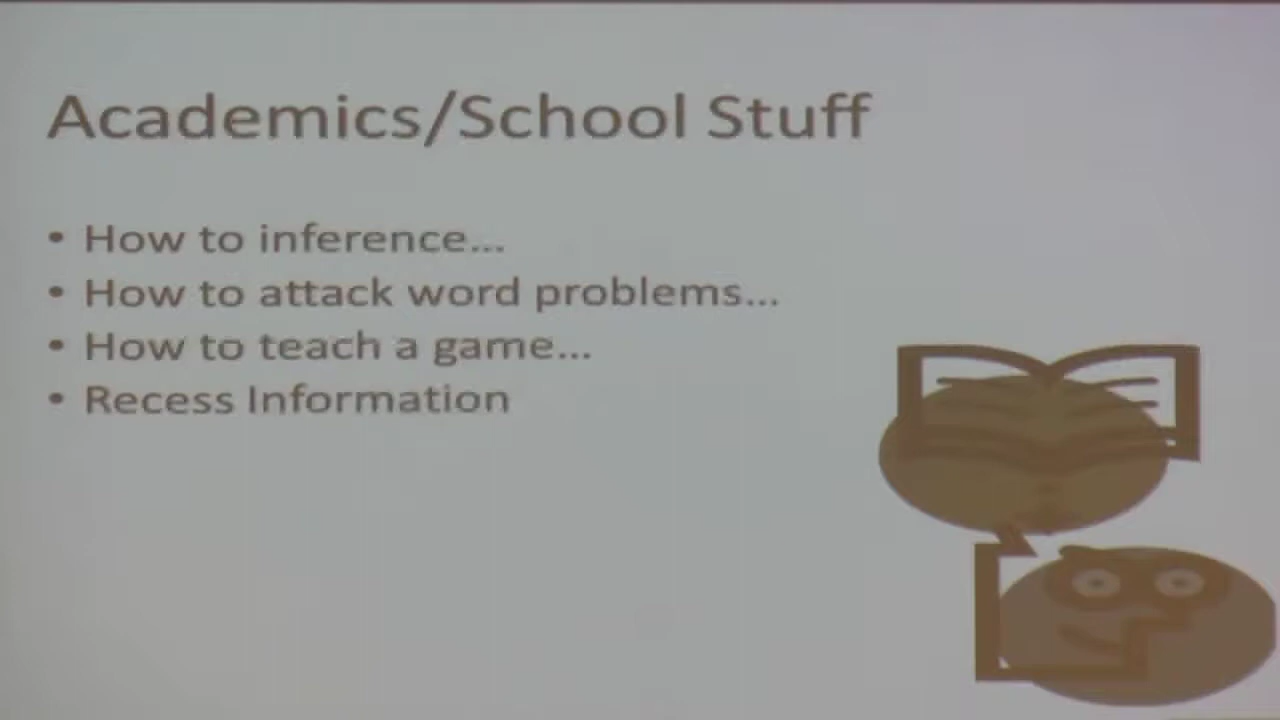 Academics/School Stuff
• How to inference...
• How to attack word problems...
• How to teach a game...
• Recess Information